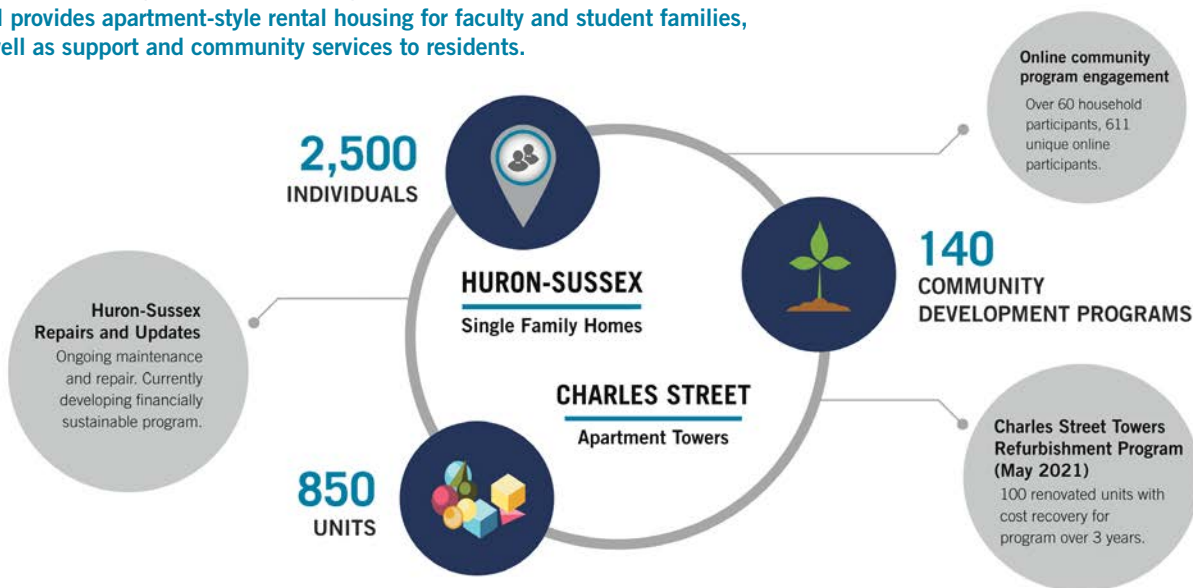 provides apartment-style rental housing for faculty and student families,
as support and community services to residents.
Online community
program engagement
Over 60 household
participants, 611
unique online
participants.
2,500
INDIVIDUALS
140
COMMUNITY
DEVELOPMENT PROGRAMS
HURON-SUSSEX
Single Family Homes
Huron-Sussex
Repairs and Updates
Ongoing maintenance
and repair. Currently
developing financially
sustainable program.
CHARLES STREET
Apartment Towers
Charles Street Towers
Refurbishment Program
(May 2021)
100 renovated units with
cost recovery for
program over 3 years.
850
UNITS